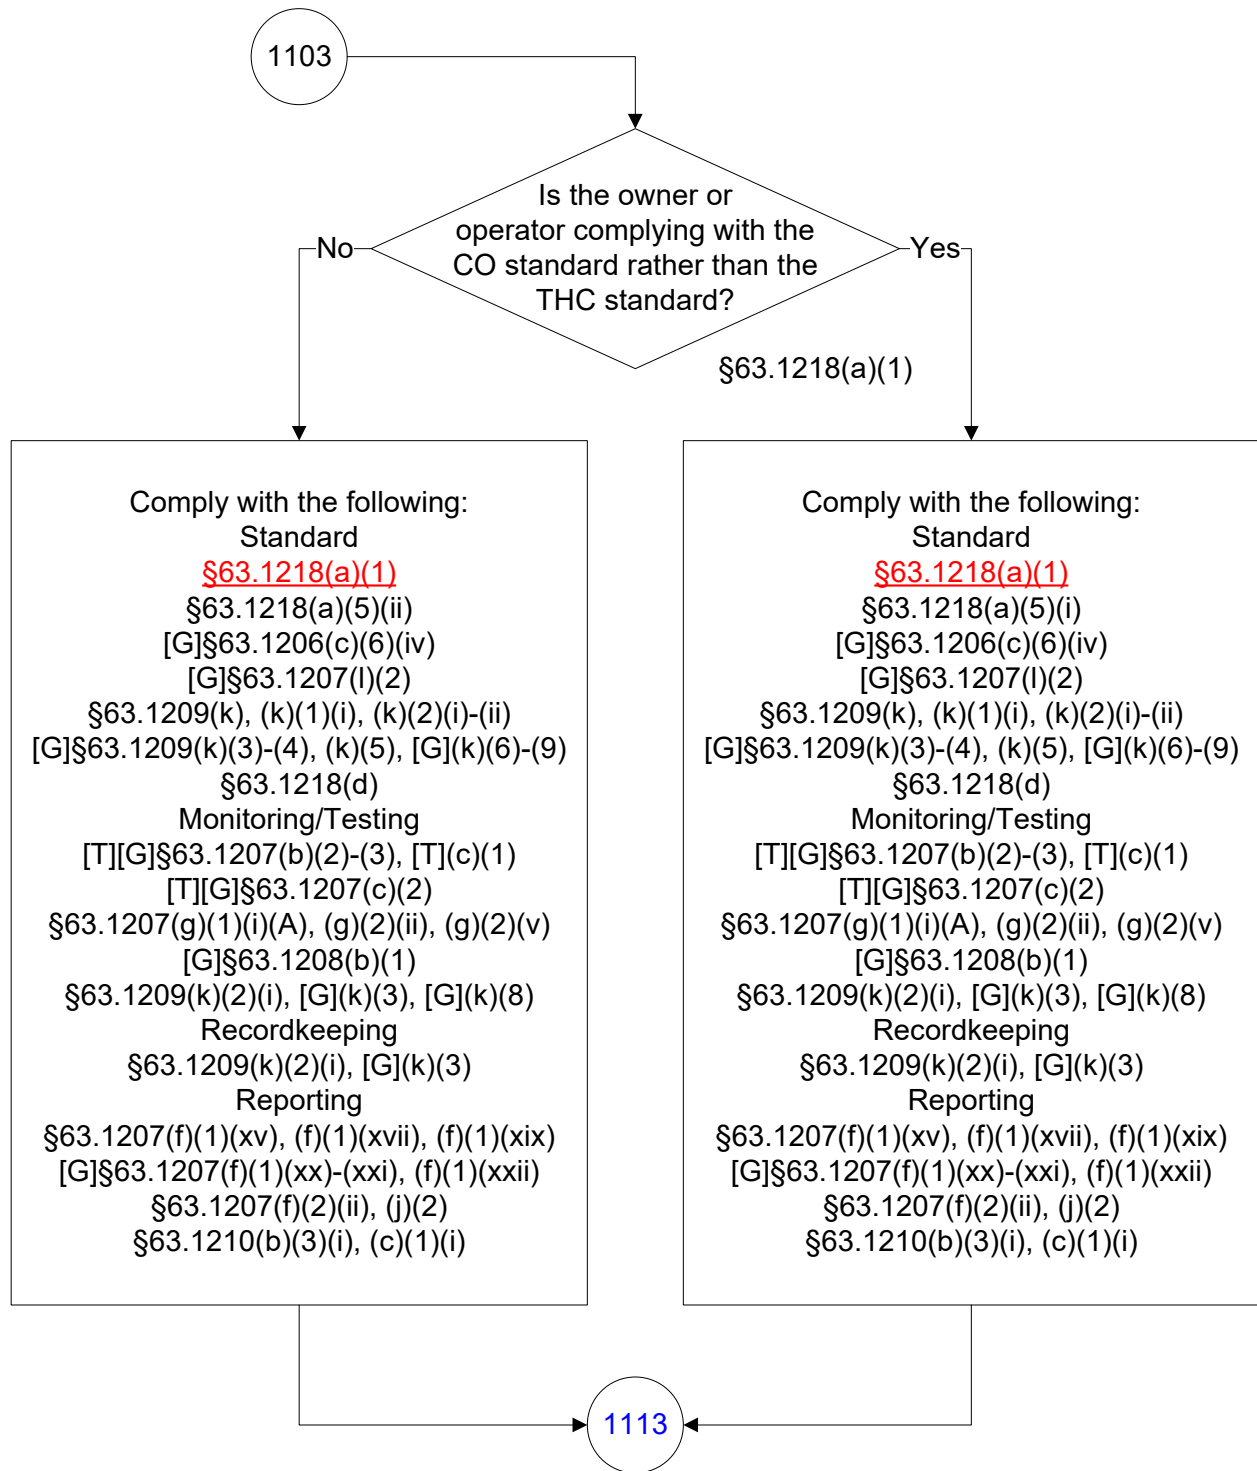 1103
Is the owner or
operator complying with the
CO standard rather than the
THC standard?
No
Yes
§63.1218(a)(1)
Comply with the following:
Standard
§63.1218(a)(1)
§63.1218(a)(5)(ii)
[G]§63.1206(c)(6)(iv)
[G]§63.1207(l)(2)
§63.1209(k), (k)(1)(i), (k)(2)(i)-(ii)
[G]§63.1209(k)(3)-(4), (k)(5), [G](k)(6)-(9)
§63.1218(d)
Monitoring/Testing
[T][G]§63.1207(b)(2)-(3), [T](c)(1)
[T][G]§63.1207(c)(2)
§63.1207(g)(1)(i)(A), (g)(2)(ii), (g)(2)(v)
[G]§63.1208(b)(1)
§63.1209(k)(2)(i), [G](k)(3), [G](k)(8)
Recordkeeping
§63.1209(k)(2)(i), [G](k)(3)
Reporting
§63.1207(f)(1)(xv), (f)(1)(xvii), (f)(1)(xix)
[G]§63.1207(f)(1)(xx)-(xxi), (f)(1)(xxii)
§63.1207(f)(2)(ii), (j)(2)
§63.1210(b)(3)(i), (c)(1)(i)
Comply with the following:
Standard
§63.1218(a)(1)
§63.1218(a)(5)(i)
[G]§63.1206(c)(6)(iv)
[G]§63.1207(l)(2)
§63.1209(k), (k)(1)(i), (k)(2)(i)-(ii)
[G]§63.1209(k)(3)-(4), (k)(5), [G](k)(6)-(9)
§63.1218(d)
Monitoring/Testing
[T][G]§63.1207(b)(2)-(3), [T](c)(1)
[T][G]§63.1207(c)(2)
§63.1207(g)(1)(i)(A), (g)(2)(ii), (g)(2)(v)
[G]§63.1208(b)(1)
§63.1209(k)(2)(i), [G](k)(3), [G](k)(8)
Recordkeeping
§63.1209(k)(2)(i), [G](k)(3)
Reporting
§63.1207(f)(1)(xv), (f)(1)(xvii), (f)(1)(xix)
[G]§63.1207(f)(1)(xx)-(xxi), (f)(1)(xxii)
§63.1207(f)(2)(ii), (j)(2)
§63.1210(b)(3)(i), (c)(1)(i)
1113